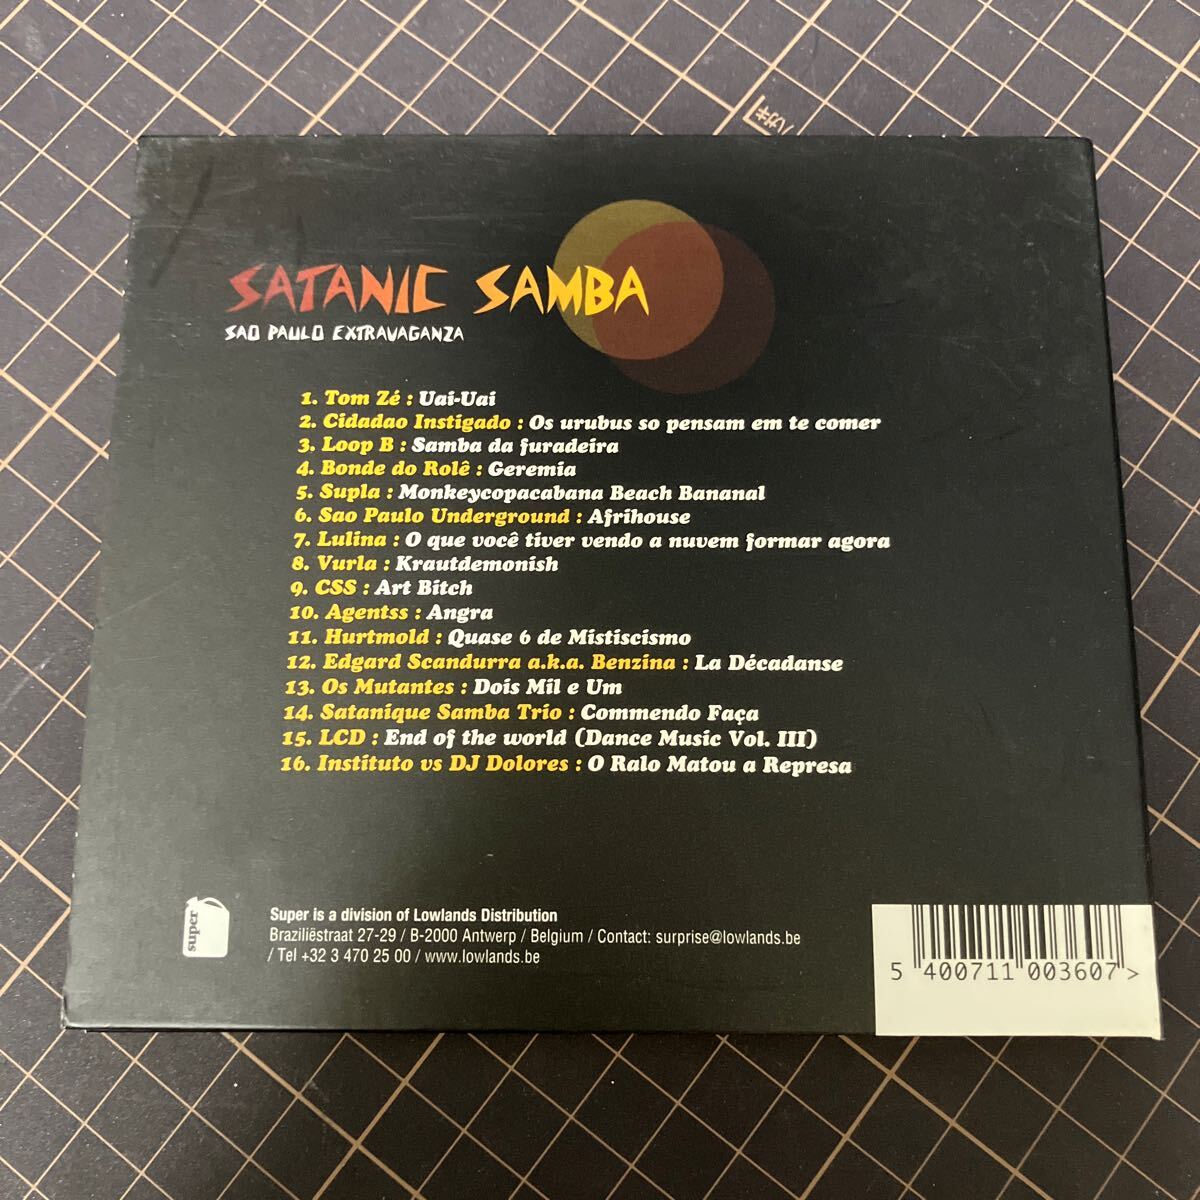 SATANIC SAMBA
SAO PAULO EXTRAVAGANZA
1. Tom Zé : Uai-Uai
2. Cidadao Instigado : Os urubus so pensam em te comer
3. Loop B : Samba da furadeira
4. Bonde do Rolê : Geremia
5. Supla : Monkeycopacabana Beach Bananal
6. Sao Paulo Underground : Afrihouse
7. Lulina : O que você tiver vendo a nuvem formar agora
8. Vurla : Krautdemonish
9. CSS : Art Bitch
10. Agentss : Angra
11. Hurtmold : Quase 6 de Mistiscismo
12. Edgard Scandurra a.k.a. Benzina : La Décadanse
13. Os Mutantes : Dois Mil e Um
14. Satanique Samba Trio : Commendo Faça
15. LCD : End of the world (Dance Music Vol. III)
16. Instituto vs DJ Dolores : O Ralo Matou a Represa
super
Super is a division of Lowlands Distribution
Braziliëstraat 27-29 / B-2000 Antwerp / Belgium / Contact: surprise@lowlands.be
/ Tel +32 3 470 25 00 / www.lowlands.be
5 400711 003607 >